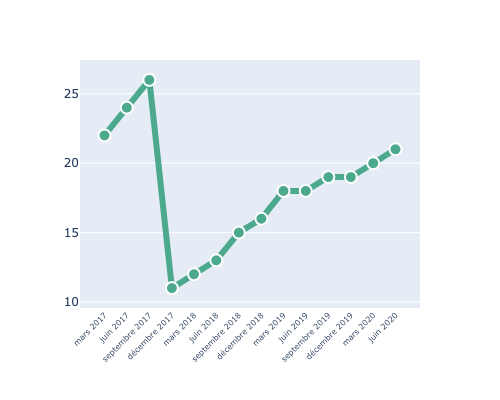 25
20
15
10
mars 2017
juin 2017
septembre 2017
décembre 2017
mars 2018
juin 2018
septembre 2018
décembre 2018
mars 2019
juin 2019
septembre 2019
décembre 2019
mars 2020
juin 2020